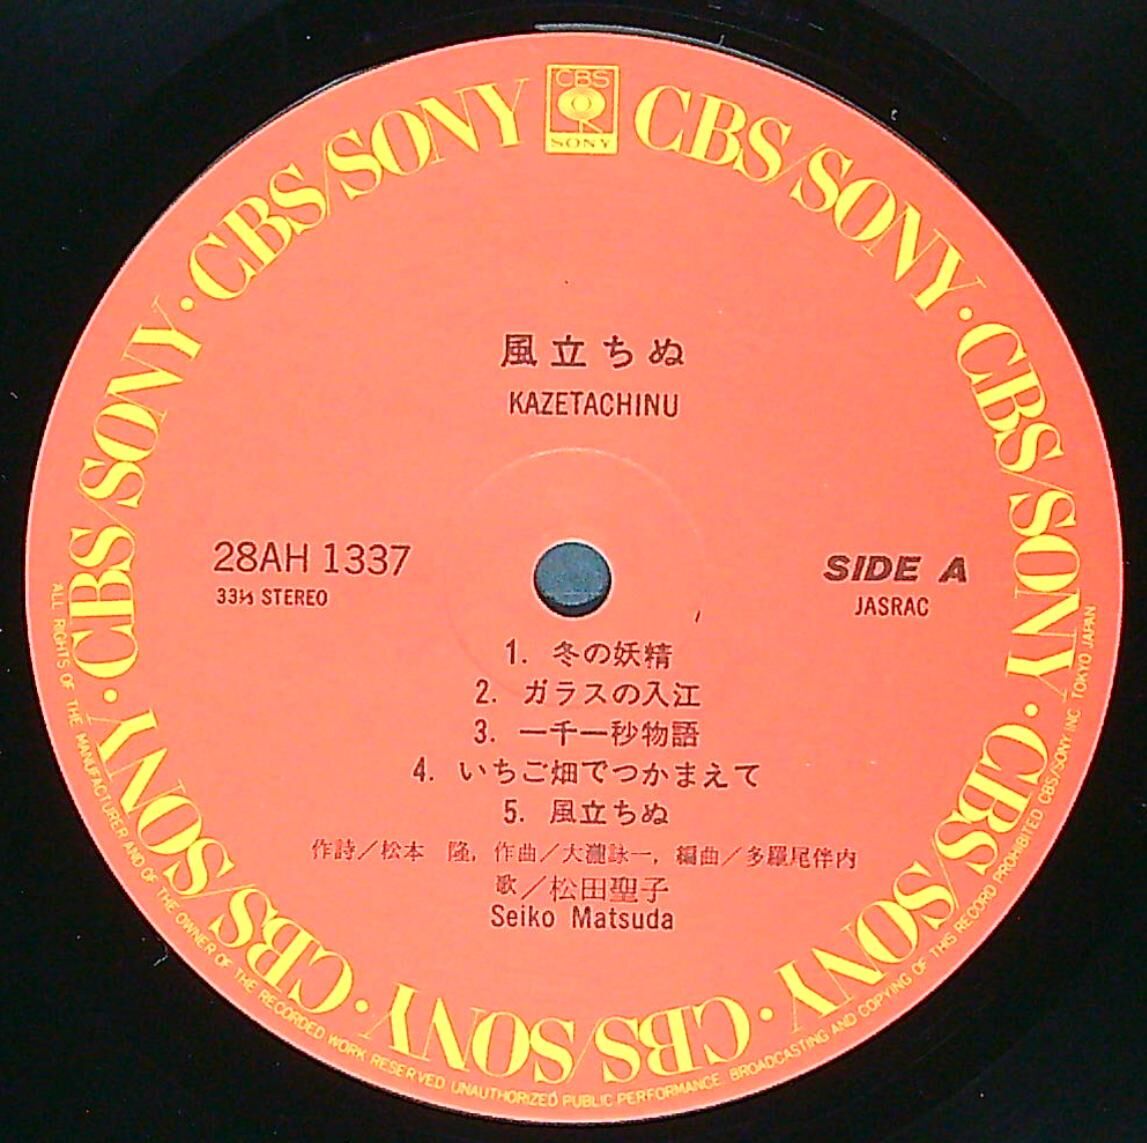 CBS
SONY
CBS/SONY · CBS/SONY · CBS/SONY · CBS/SONY · CBS/SONY · CBS/SONY · CBS/SONY
風立ちぬ
KAZETACHINU
28AH 1337
33⅓ STEREO
SIDE A
JASRAC
1. 冬の妖精
2. ガラスの入江
3. 一千一秒物語
4. いちご畑でつかまえて
5. 風立ちぬ
作詩/松本 隆, 作曲/大瀧詠一, 編曲/多羅尾伴内
歌/松田聖子
Seiko Matsuda
ALL RIGHTS OF THE MANUFACTURER AND OF THE OWNER OF THE RECORDED WORK RESERVED UNAUTHORIZED PUBLIC PERFORMANCE BROADCASTING AND COPYING OF THIS RECORD PROHIBITED CBS/SONY INC TOKYO JAPAN